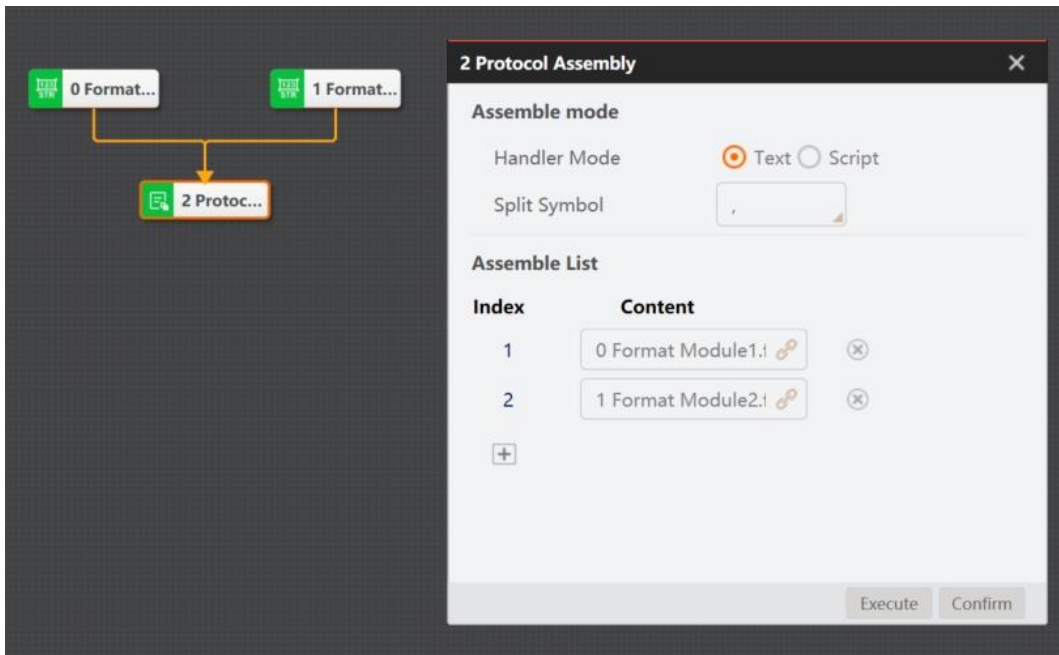 0 Format...
1 Format...
2 Protoc...
2 Protocol Assembly
Assemble mode
Handler Mode Text Script
Split Symbol ,
Assemble List
Index Content
1 0 Format Module1.f
2 1 Format Module2.f
Execute Confirm